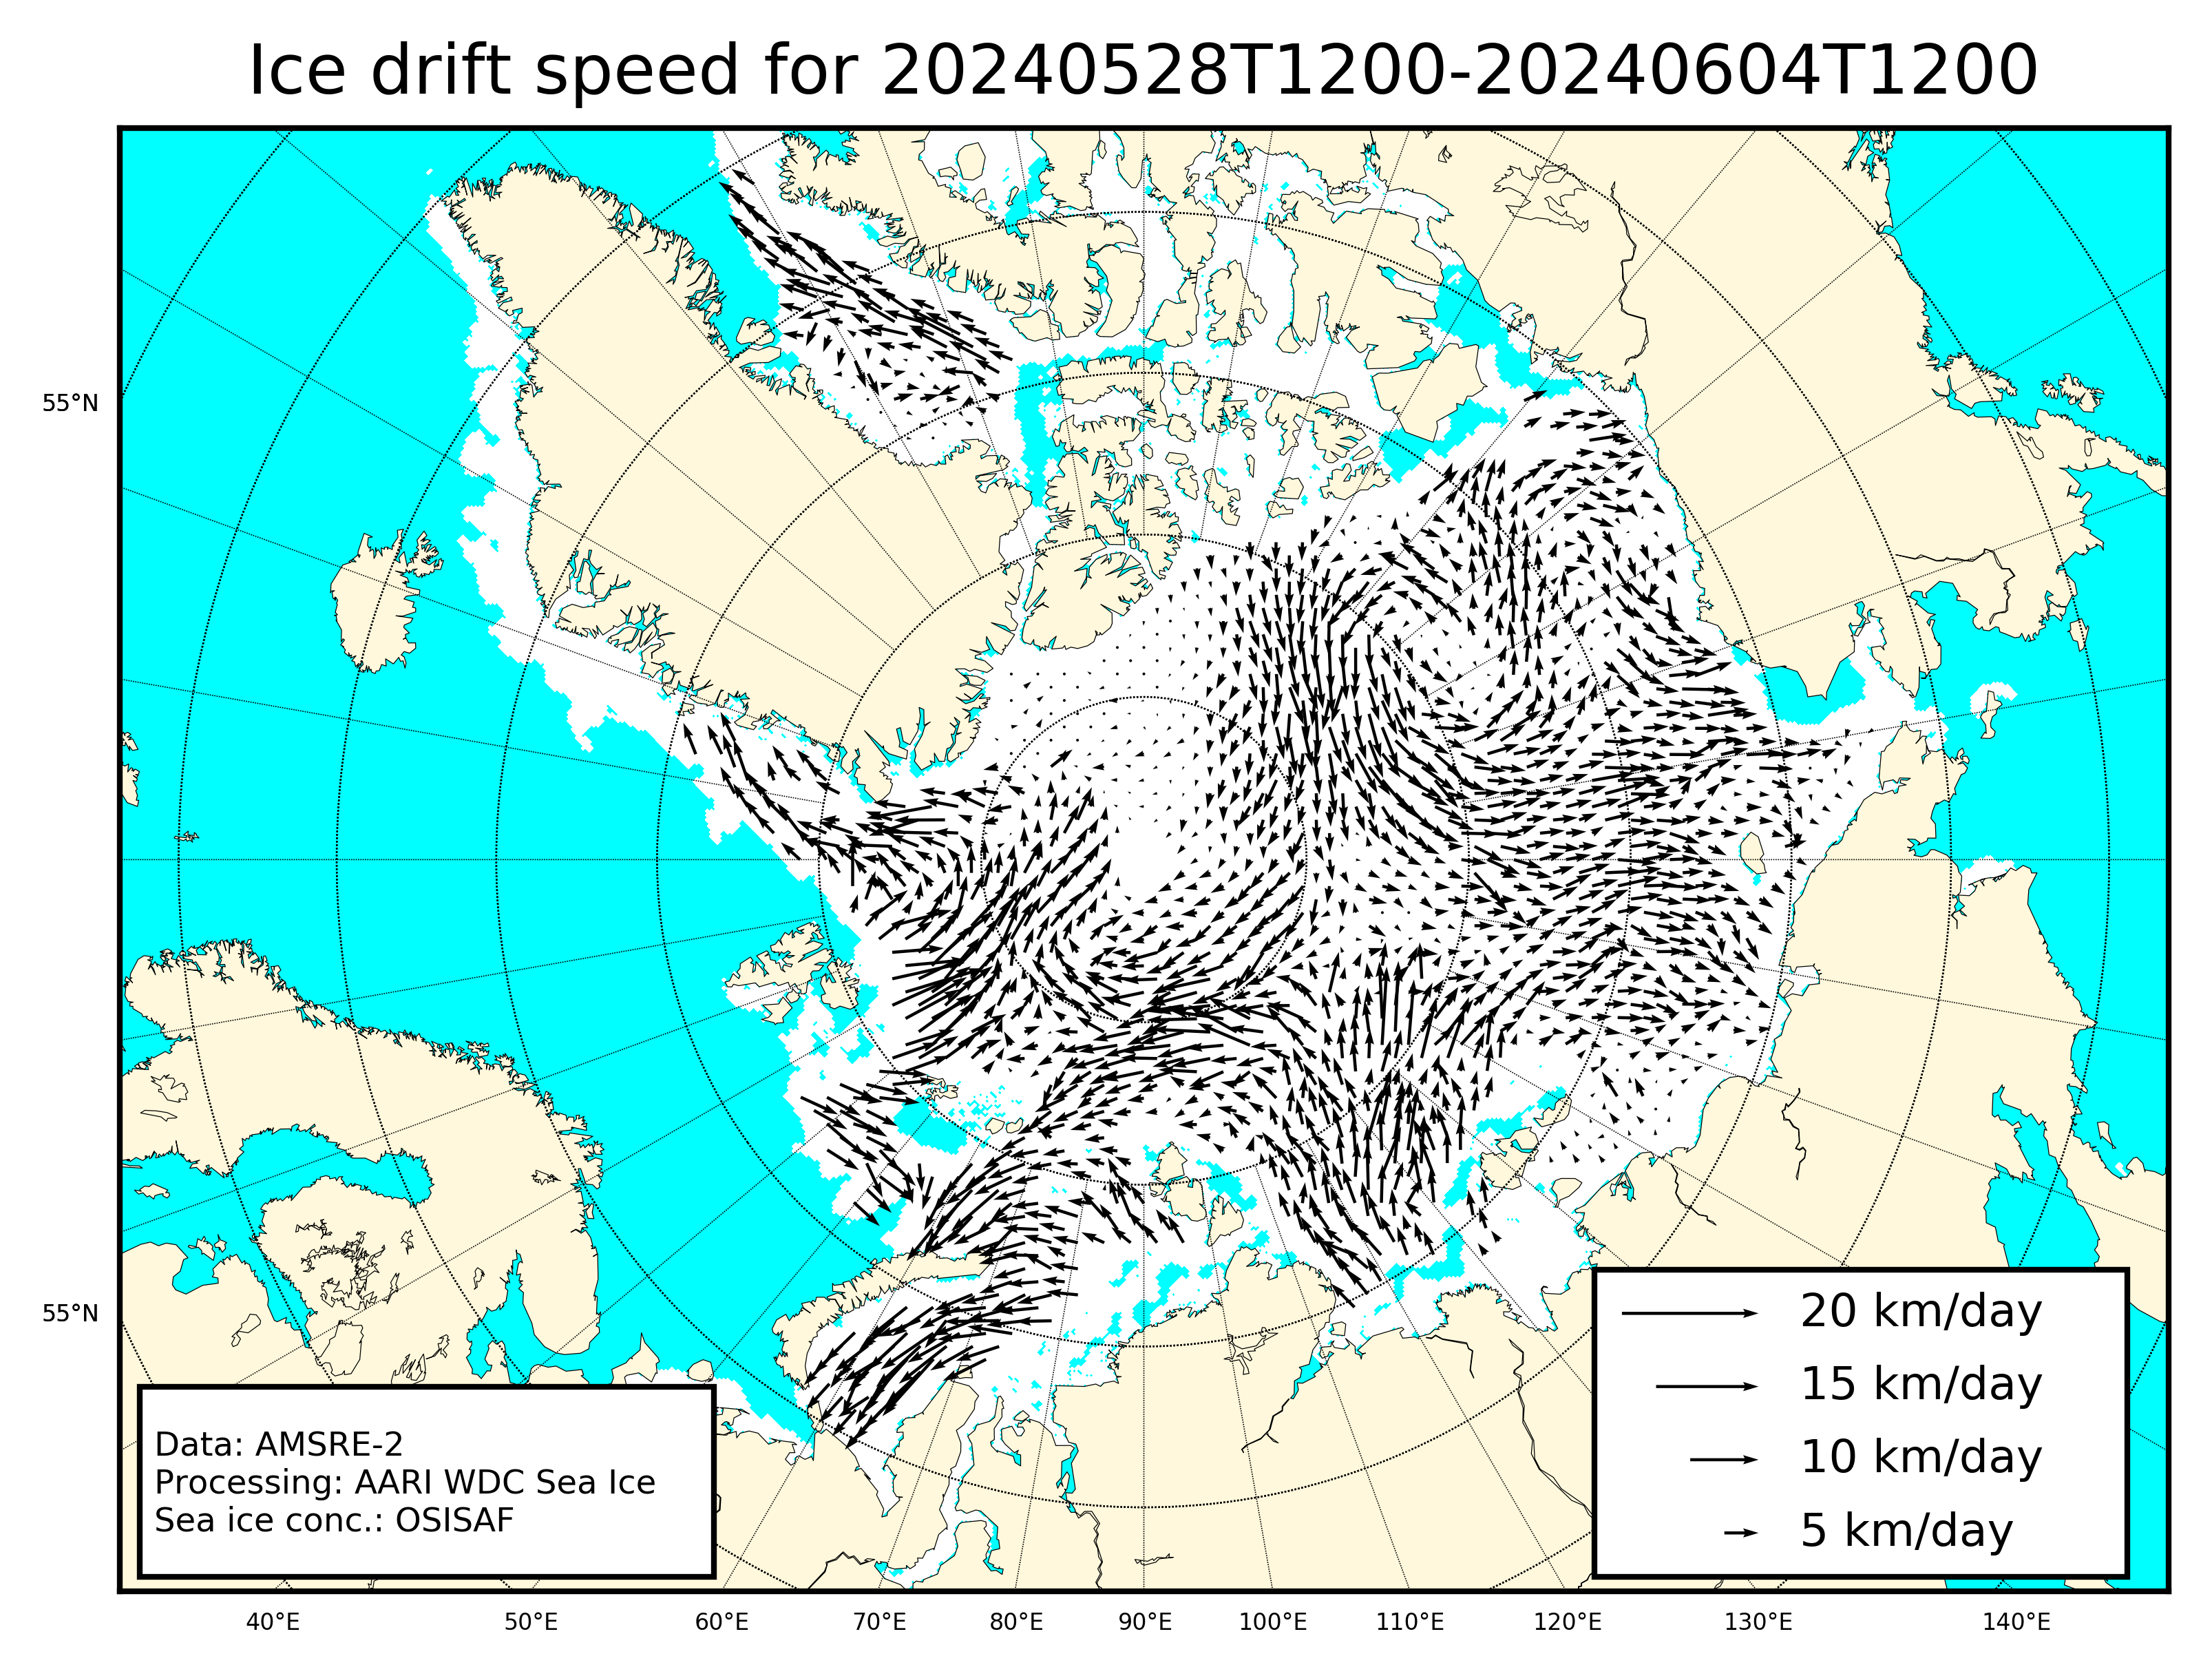 Ice drift speed for 20240528T1200-20240604T1200
55°N
55°N
20 km/day
15 km/day
10 km/day
5 km/day
Data: AMSRE-2
Processing: AARI WDC Sea Ice
Sea ice conc.: OSISAF
40°E 50°E 60°E 70°E 80°E 90°E 100°E 110°E 120°E 130°E 140°E